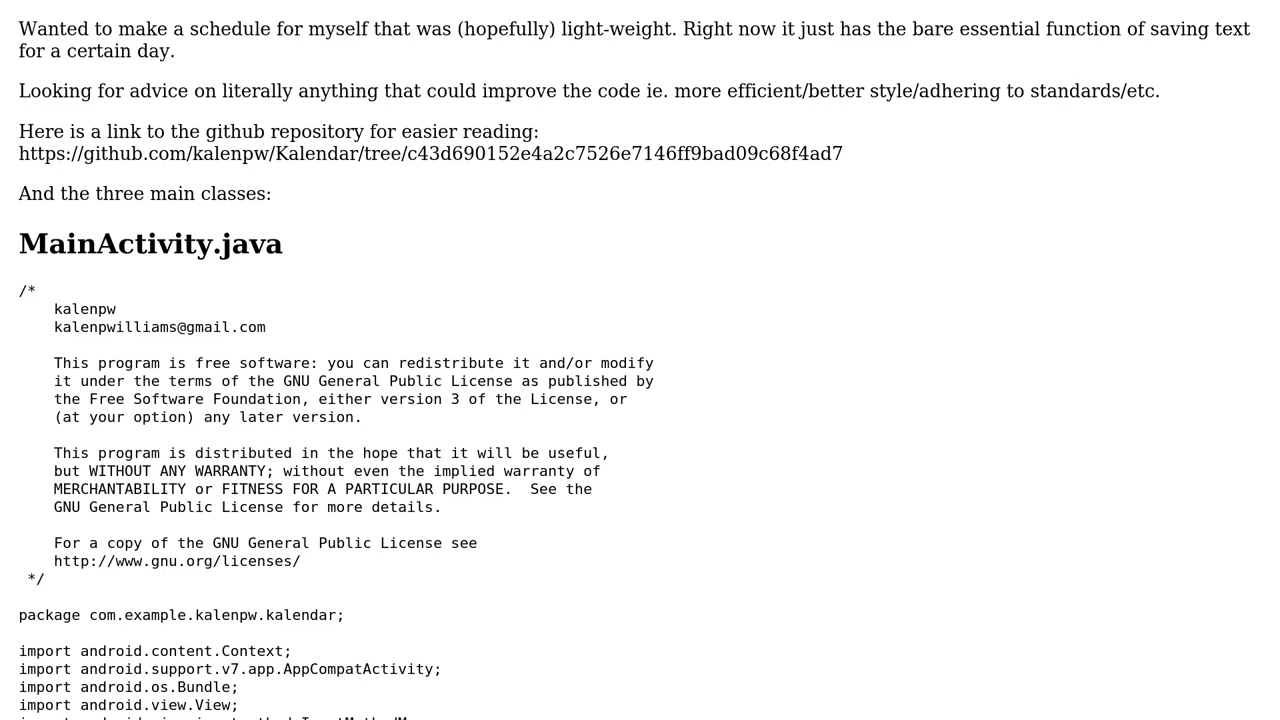 Wanted to make a schedule for myself that was (hopefully) light-weight. Right now it just has the bare essential function of saving text
for a certain day.
Looking for advice on literally anything that could improve the code ie. more efficient/better style/adhering to standards/etc.
Here is a link to the github repository for easier reading:
https://github.com/kalenpw/Kalendar/tree/c43d690152e4a2c7526e7146ff9bad09c68f4ad7
And the three main classes:
MainActivity.java
/*
    kalenpw
    kalenpwilliams@gmail.com
    This program is free software: you can redistribute it and/or modify
    it under the terms of the GNU General Public License as published by
    the Free Software Foundation, either version 3 of the License, or
    (at your option) any later version.
    This program is distributed in the hope that it will be useful,
    but WITHOUT ANY WARRANTY; without even the implied warranty of
    MERCHANTABILITY or FITNESS FOR A PARTICULAR PURPOSE.  See the
    GNU General Public License for more details.
    For a copy of the GNU General Public License see
    http://www.gnu.org/licenses/
 */
package com.example.kalenpw.kalendar;
import android.content.Context;
import android.support.v7.app.AppCompatActivity;
import android.os.Bundle;
import android.view.View;